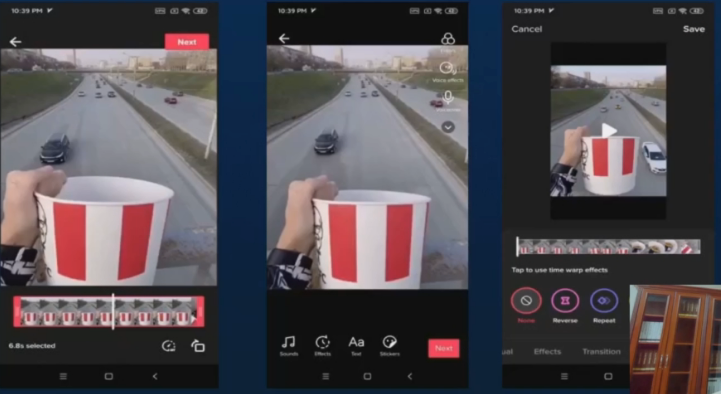 10:39 PM
Next
6.8s selected
10:39 PM
Voice effects
Sounds
Effects
Text
Stickers
Next
10:39 PM
Cancel
Save
Tap to use time warp effects
None
Reverse
Repeat
ual
Effects
Transition